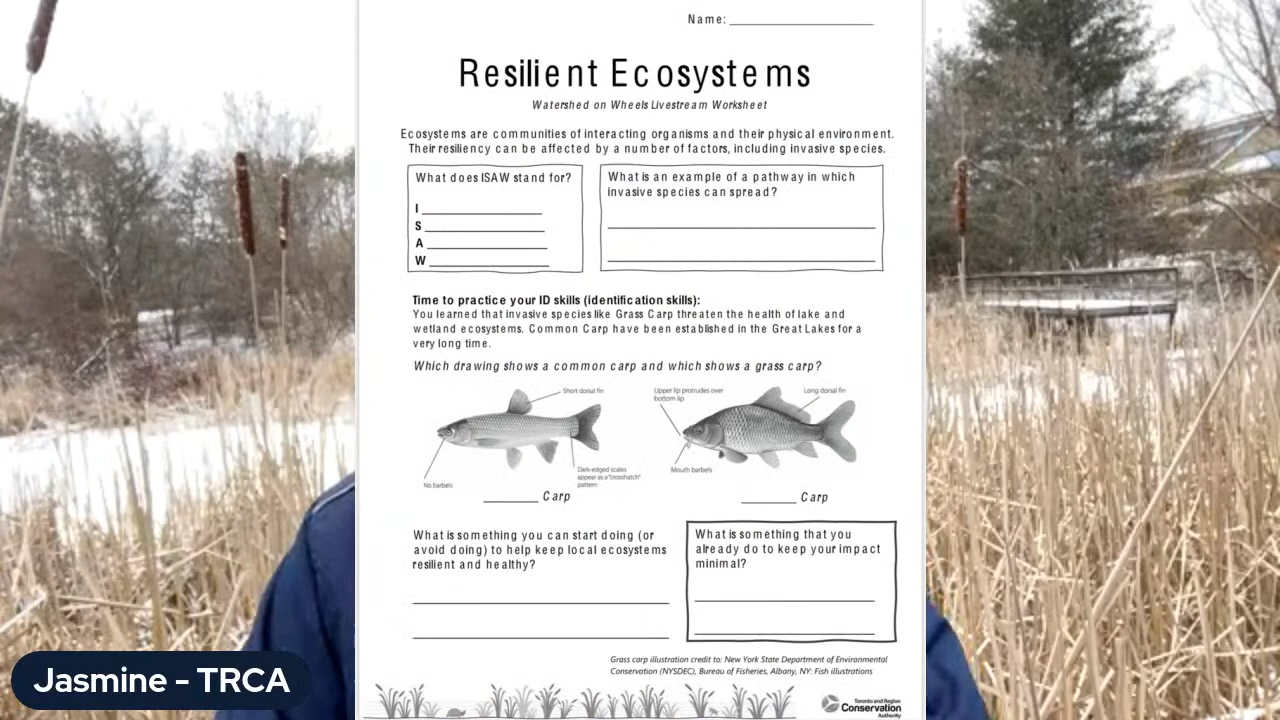 Name:
Resilient Ecosystems
Watershed on Wheels Livestream Worksheet
Ecosystems are communities of interacting organisms and their physical environment.
Their resiliency can be affected by a number of factors, including invasive species.
What does ISAW stand for?
I
S
A
W
What is an example of a pathway in which
invasive species can spread?
Time to practice your ID skills (identification skills):
You learned that invasive species like Grass Carp threaten the health of lake and
wetland ecosystems. Common Carp have been established in the Great Lakes for a
very long time.
Which drawing shows a common carp and which shows a grass carp?
Short dorsal fin
No barbels
Dark-edged scales
appear as a "crosshatch"
pattern
Carp
Upper lip protrudes over
bottom lip
Long dorsal fin
Mouth barbels
Carp
What is something you can start doing (or
avoid doing) to help keep local ecosystems
resilient and healthy?
What is something that you
already do to keep your impact
minimal?
Grass carp illustration credit to: New York State Department of Environmental
Conservation (NYSDEC), Bureau of Fisheries, Albany, NY: Fish illustrations
Toronto and Region
Conservation
Authority
Jasmine - TRCA